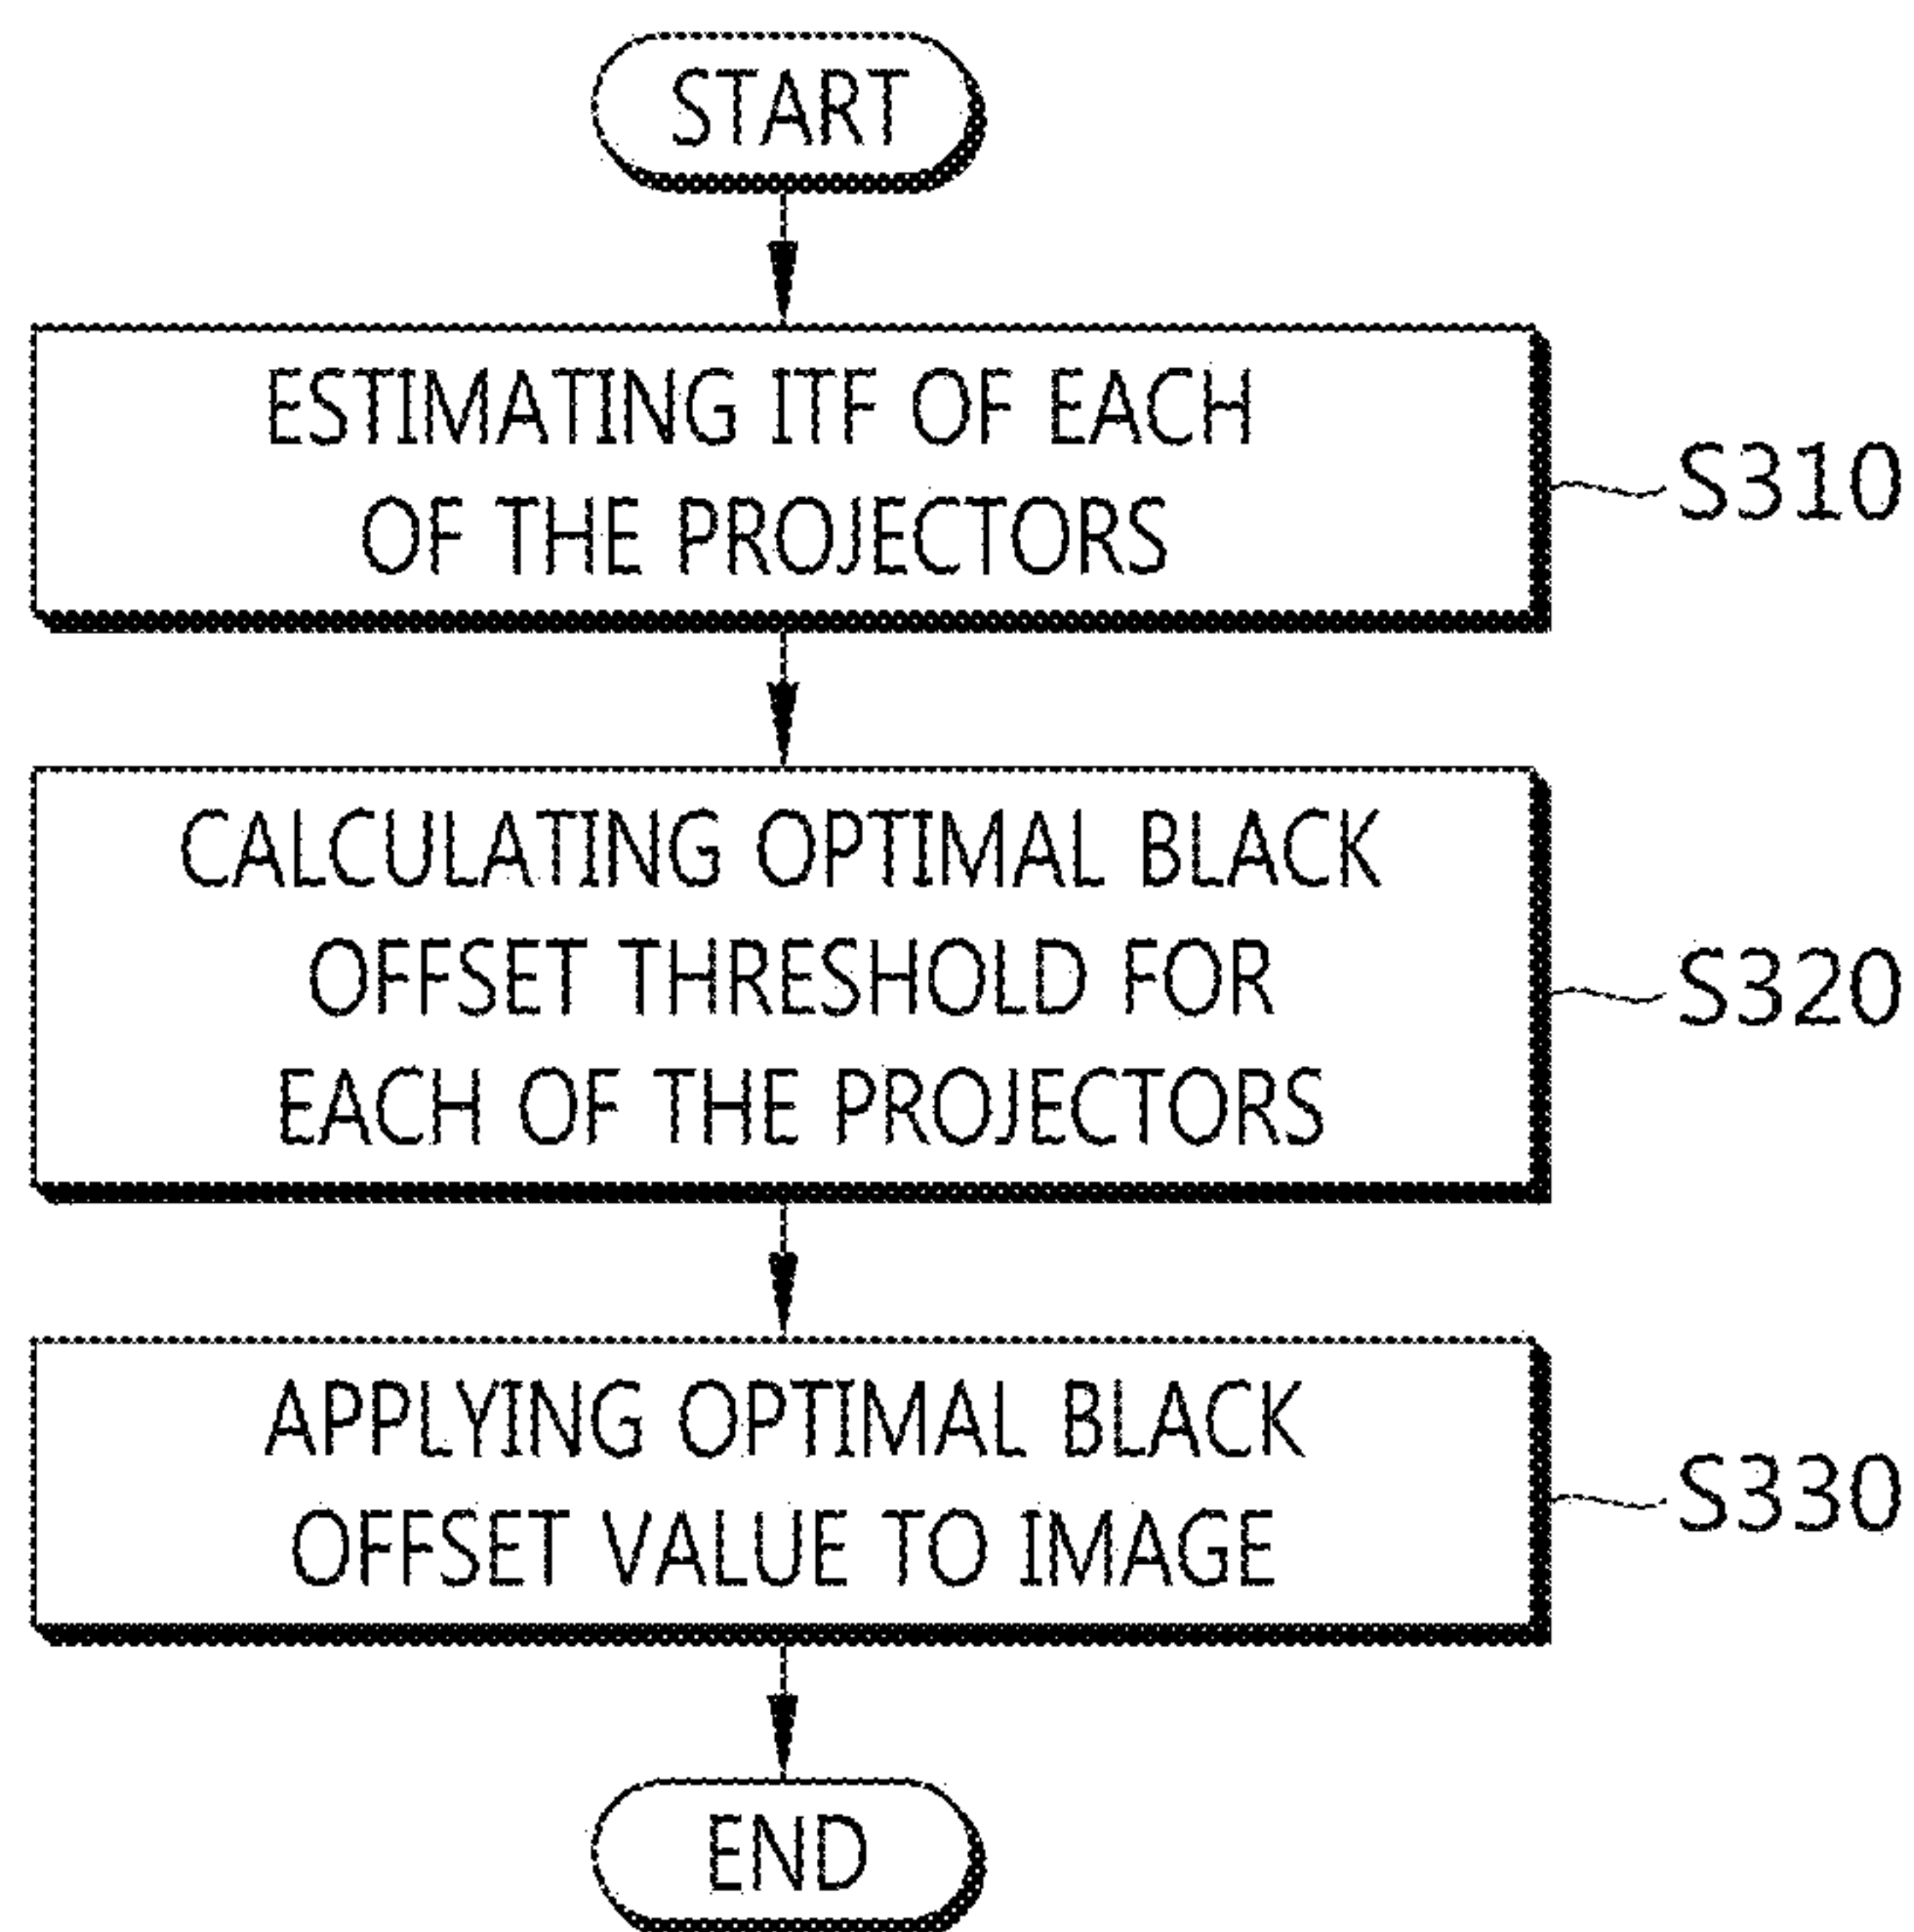 START
ESTIMATING ITF OF EACH
OF THE PROJECTORS
S310
CALCULATING OPTIMAL BLACK
OFFSET THRESHOLD FOR
EACH OF THE PROJECTORS
S320
APPLYING OPTIMAL BLACK
OFFSET VALUE TO IMAGE
S330
END